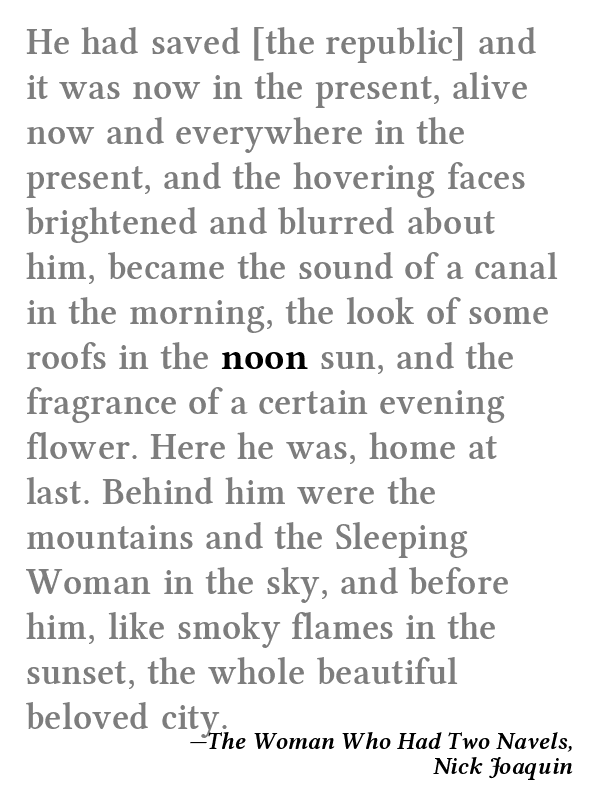 He had saved [the republic] and
it was now in the present, alive
now and everywhere in the
present, and the hovering faces
brightened and blurred about
him, became the sound of a canal
in the morning, the look of some
roofs in the noon sun, and the
fragrance of a certain evening
flower. Here he was, home at
last. Behind him were the
mountains and the Sleeping
Woman in the sky, and before
him, like smoky flames in the
sunset, the whole beautiful
beloved city.
—The Woman Who Had Two Navels,
Nick Joaquin